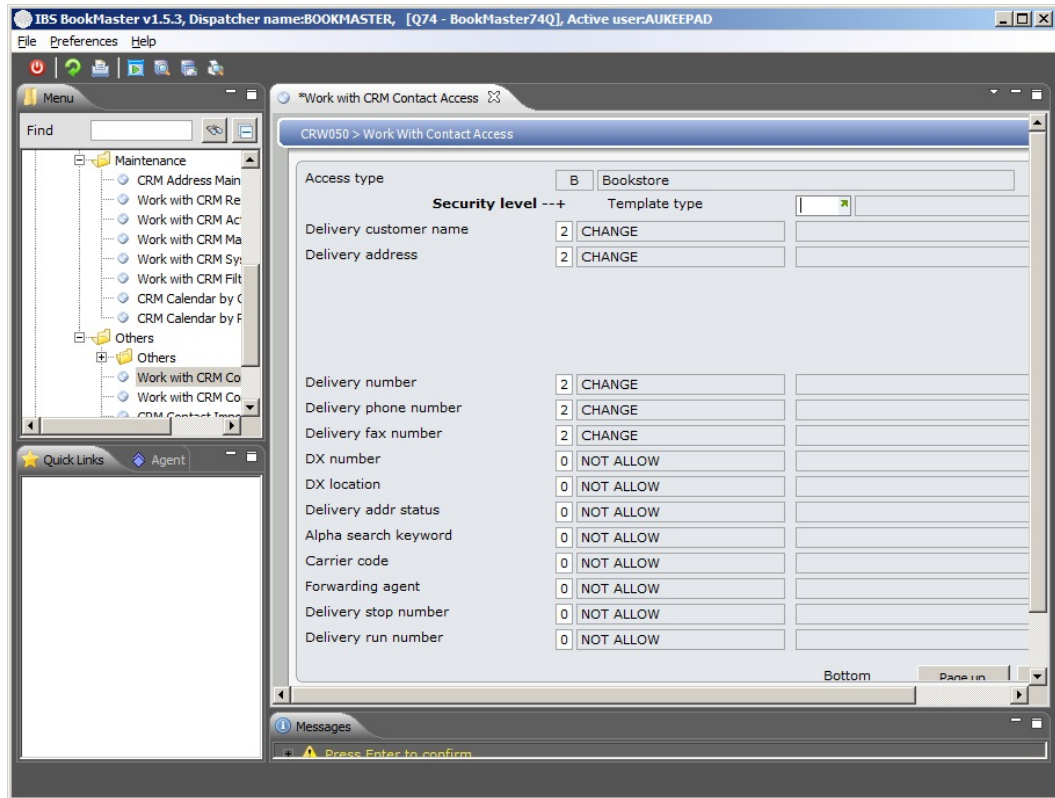 IBS BookMaster v1.5.3, Dispatcher name:BOOKMASTER, [Q74 - BookMaster74Q], Active user:AUKEEPAD
File Preferences Help
Menu
Find
Maintenance
CRM Address Main
Work with CRM Re
Work with CRM Ac
Work with CRM Ma
Work with CRM Sy
Work with CRM Filt
CRM Calendar by
CRM Calendar by
Others
Others
Work with CRM Co
Work with CRM Co
CRM Contact Impo
Quick Links Agent
*Work with CRM Contact Access
CRW050 > Work With Contact Access
Access type B Bookstore
Security level --+ Template type
Delivery customer name 2 CHANGE
Delivery address 2 CHANGE
Delivery number 2 CHANGE
Delivery phone number 2 CHANGE
Delivery fax number 2 CHANGE
DX number 0 NOT ALLOW
DX location 0 NOT ALLOW
Delivery addr status 0 NOT ALLOW
Alpha search keyword 0 NOT ALLOW
Carrier code 0 NOT ALLOW
Forwarding agent 0 NOT ALLOW
Delivery stop number 0 NOT ALLOW
Delivery run number 0 NOT ALLOW
Bottom Page up
Messages
Press Enter to confirm